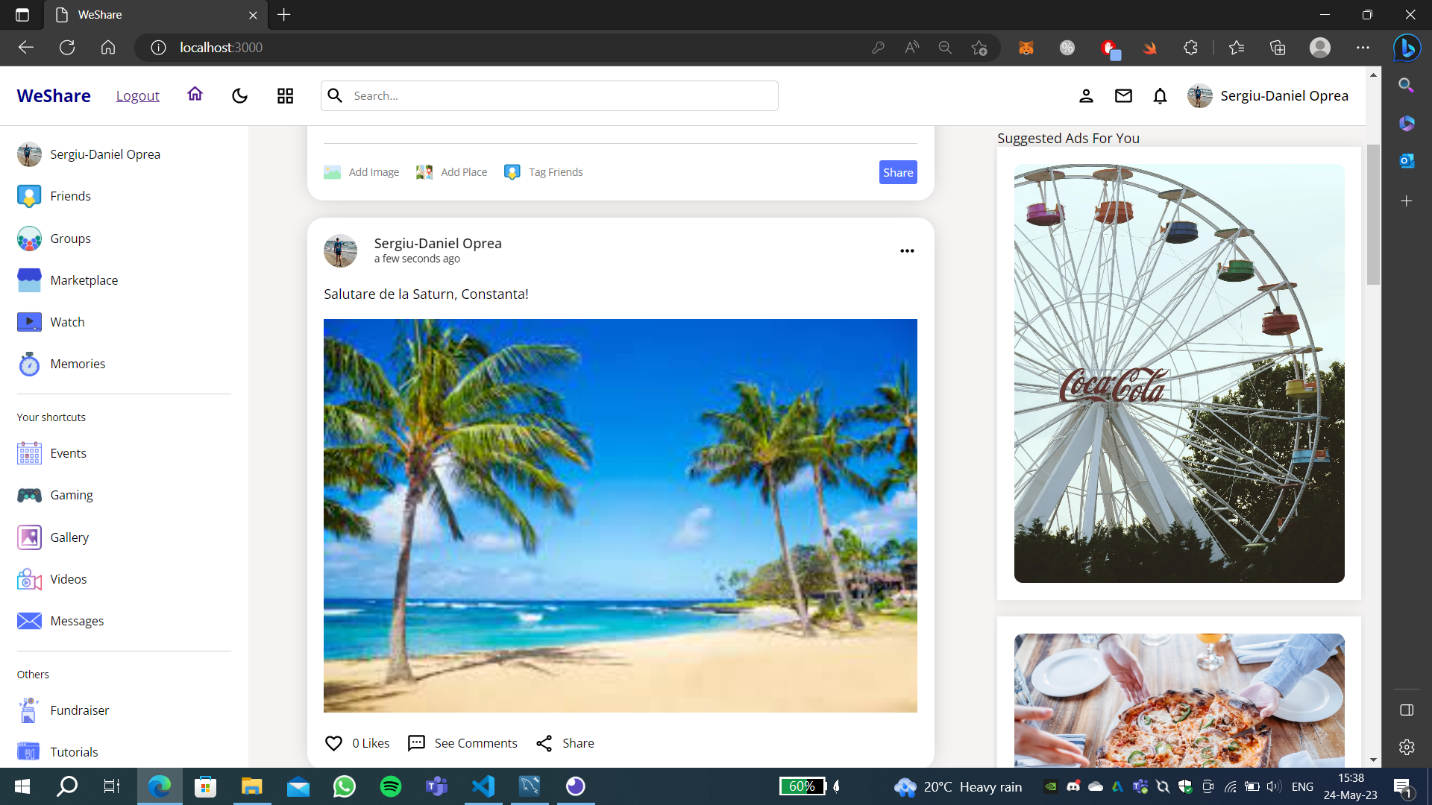 WeShare
localhost:3000
WeShare
Logout
Search...
Sergiu-Daniel Oprea
Sergiu-Daniel Oprea
Friends
Groups
Marketplace
Watch
Memories
Your shortcuts
Events
Gaming
Gallery
Videos
Messages
Others
Fundraiser
Tutorials
Add Image
Add Place
Tag Friends
Share
Sergiu-Daniel Oprea
a few seconds ago
Salutare de la Saturn, Constanta!
0 Likes
See Comments
Share
Suggested Ads For You
Coca-Cola
60%
20°C Heavy rain
ENG
15:38
24-May-23
1